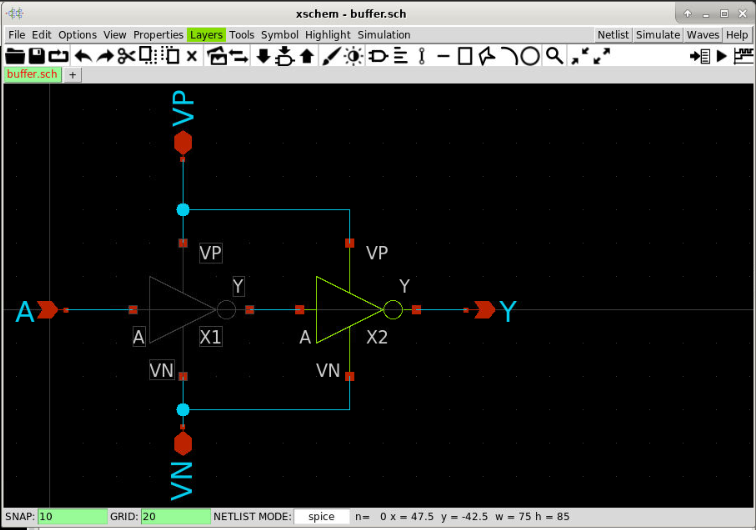 xschem - buffer.sch
File Edit Options View Properties Layers Tools Symbol Highlight Simulation Netlist Simulate Waves Help
buffer.sch +
VP
VP VP
Y Y
A A X1 A X2 Y
VN VN
VN
SNAP: 10 GRID: 20 NETLIST MODE: spice n= 0 x = 47.5 y = -42.5 w = 75 h = 85